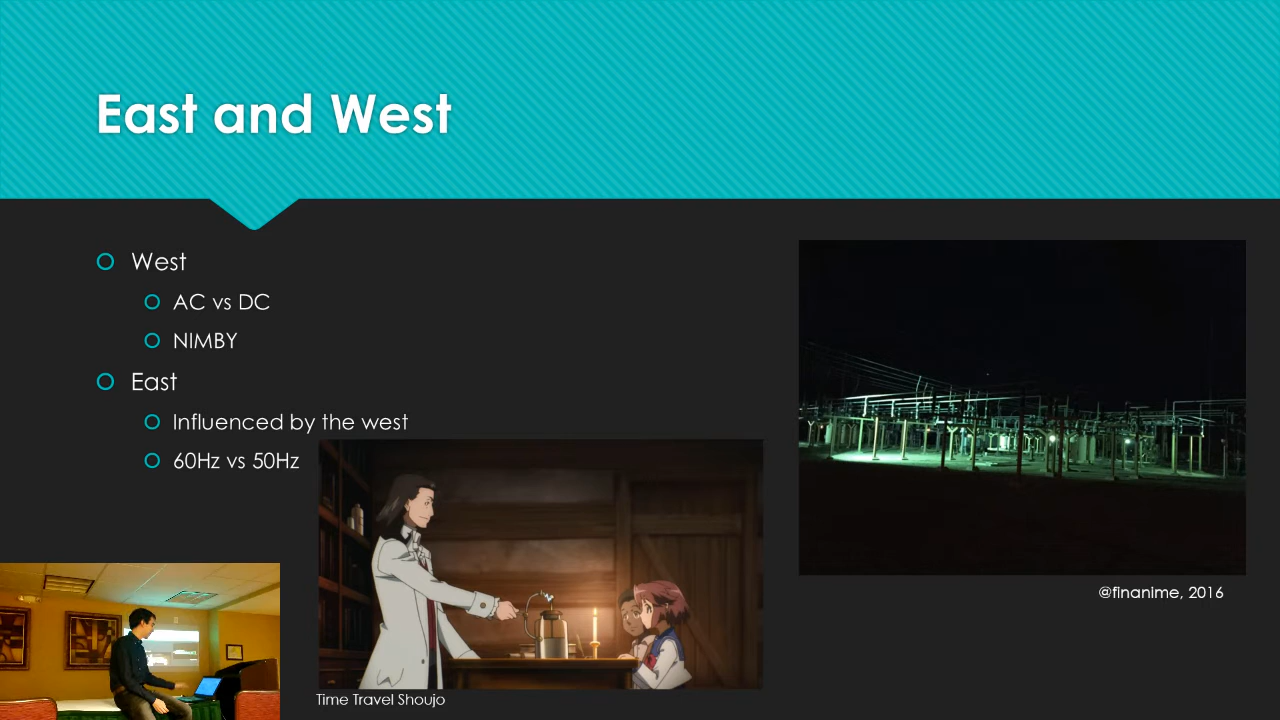 East and West
West
AC vs DC
NIMBY
East
Influenced by the west
60Hz vs 50Hz
@finanime, 2016
Time Travel Shoujo